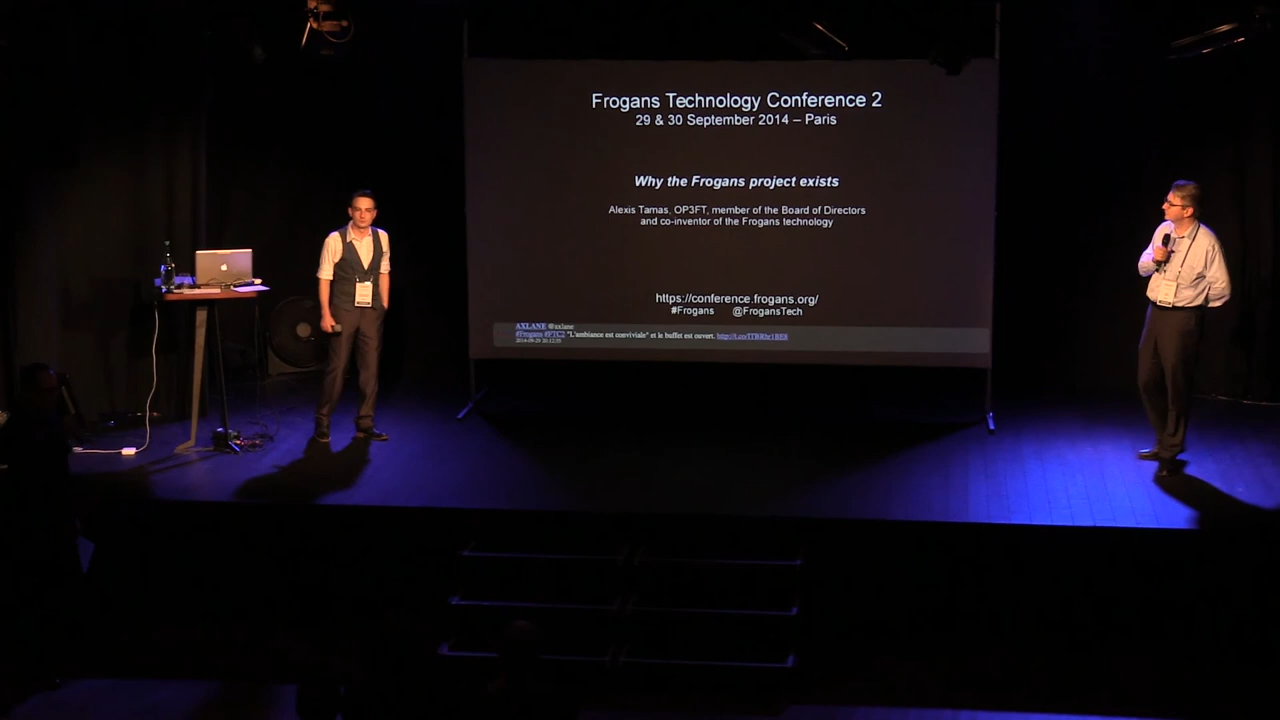 Frogans Technology Conference 2
29 & 30 September 2014 – Paris
Why the Frogans project exists
Alexis Tamas, OP3FT, member of the Board of Directors
and co-inventor of the Frogans technology
https://conference.frogans.org/
#Frogans @FrogansTech
AXLANE @axlane
#Frogans #FTC2 "L'ambiance est conviviale" et le buffet est ouvert.